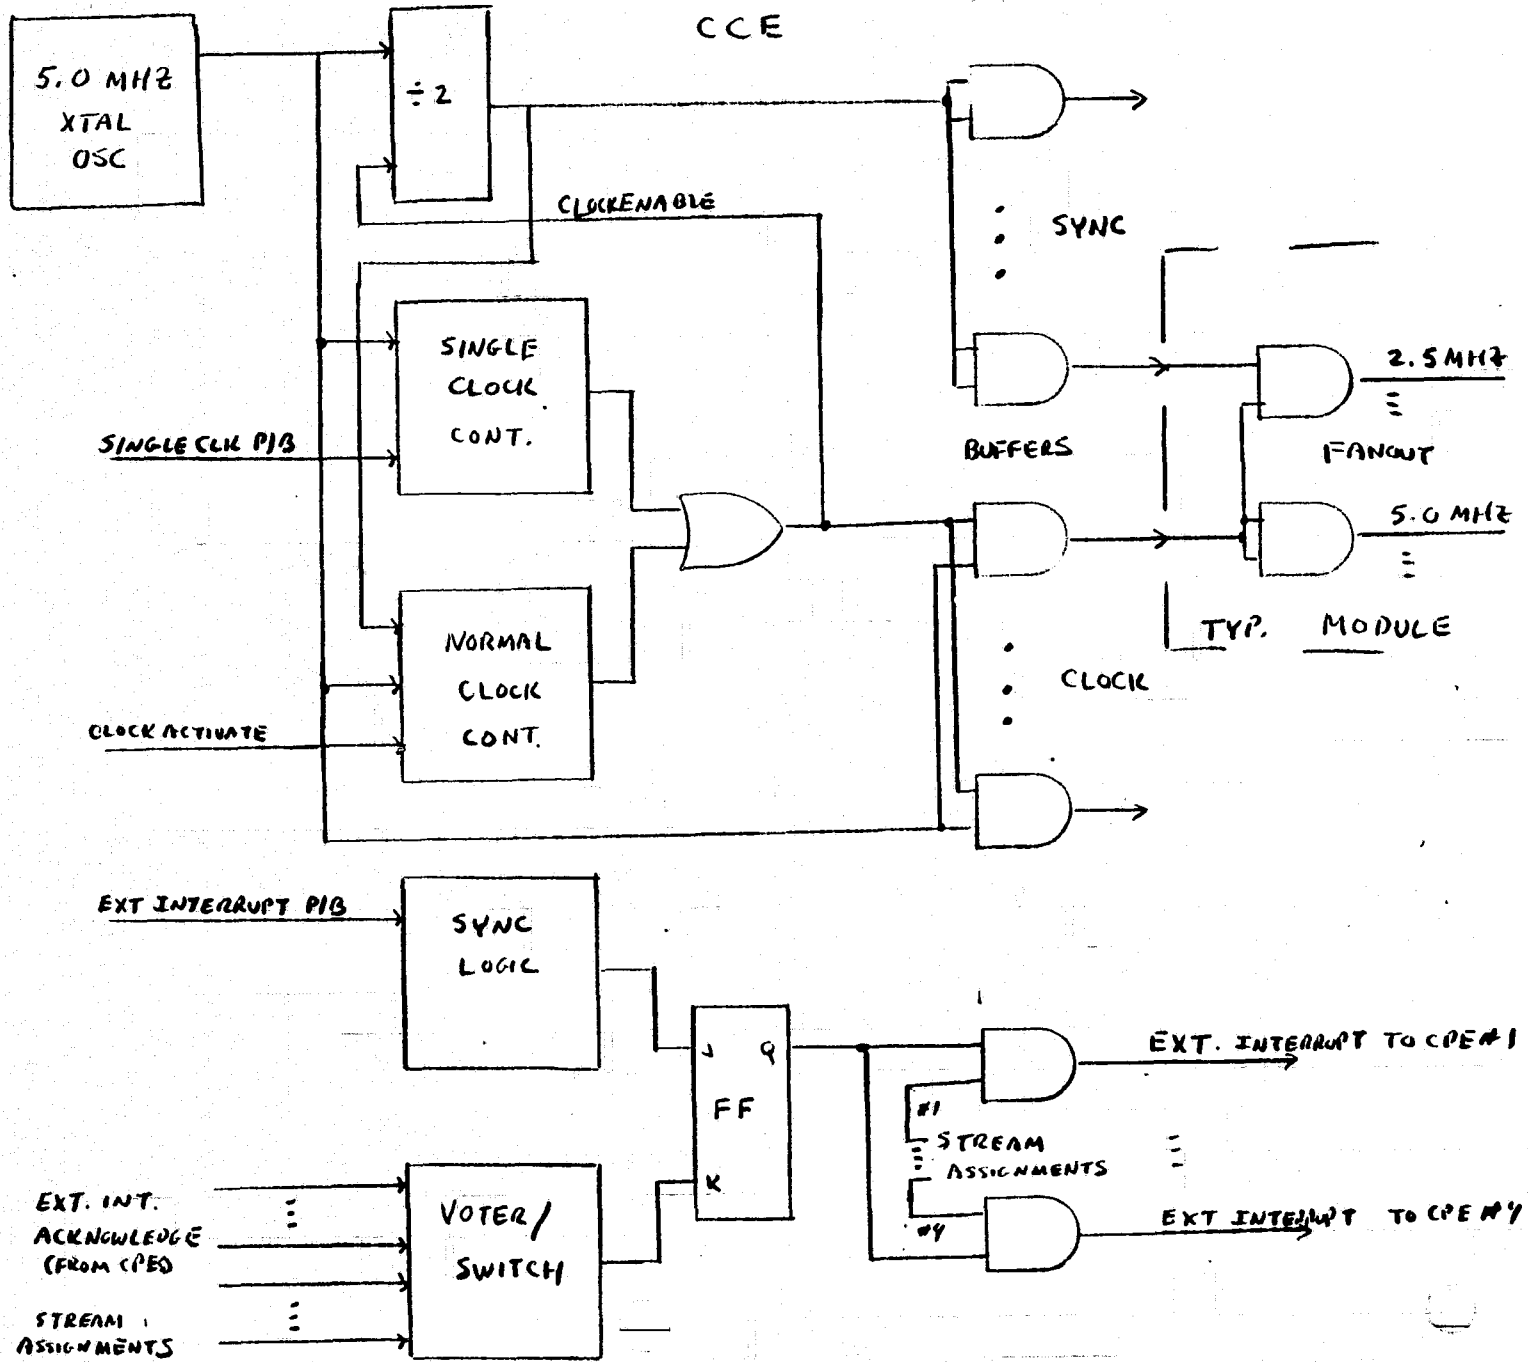 CCE
5.0 MHZ
XTAL
OSC
÷2
CLOCKENABLE
SYNC
SINGLE
CLOCK
CONT.
2.5 MHZ
SINGLE CLK P/B
BUFFERS
FANOUT
5.0 MHZ
NORMAL
CLOCK
CONT.
TYP. MODULE
CLOCK
CLOCK ACTIVATE
EXT INTERRUPT P/B
SYNC
LOGIC
J Q
FF
K
EXT. INTERRUPT TO CPE#1
#1
STREAM
ASSIGNMENTS
#4
EXT INTERRUPT TO CPE#4
EXT. INT.
ACKNOWLEDGE
(FROM CPES)
VOTER/
SWITCH
STREAM
ASSIGNMENTS